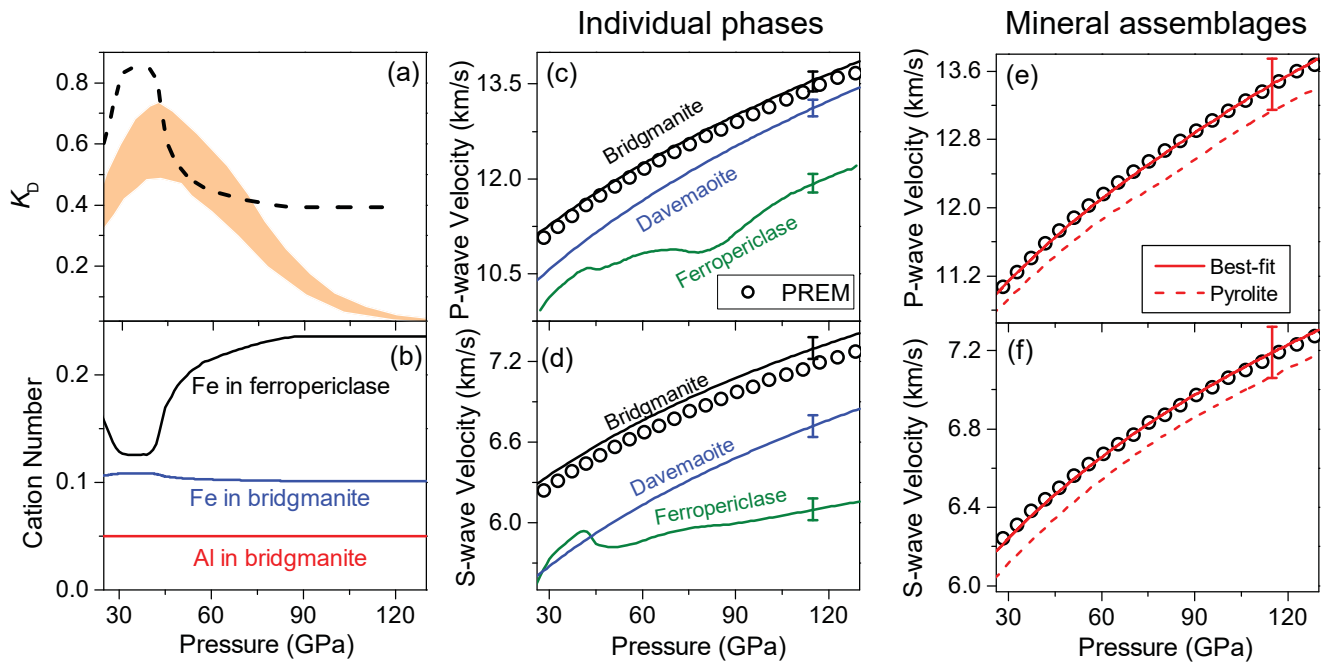 Individual phases
Mineral assemblages
(a)
0.8
0.6
0.4
0.2
K_D
(b)
0.2
0.1
0.0
Cation Number
Fe in ferropericlase
Fe in bridgmanite
Al in bridgmanite
30
60
90
120
Pressure (GPa)
(c)
13.5
12.0
10.5
P-wave Velocity (km/s)
Bridgmanite
Davemaoite
Ferropericlase
PREM
(d)
7.2
6.6
6.0
S-wave Velocity (km/s)
Bridgmanite
Davemaoite
Ferropericlase
30
60
90
120
Pressure (GPa)
(e)
13.6
12.8
12.0
11.2
P-wave Velocity (km/s)
Best-fit
Pyrolite
(f)
7.2
6.8
6.4
6.0
S-wave Velocity (km/s)
30
60
90
120
Pressure (GPa)